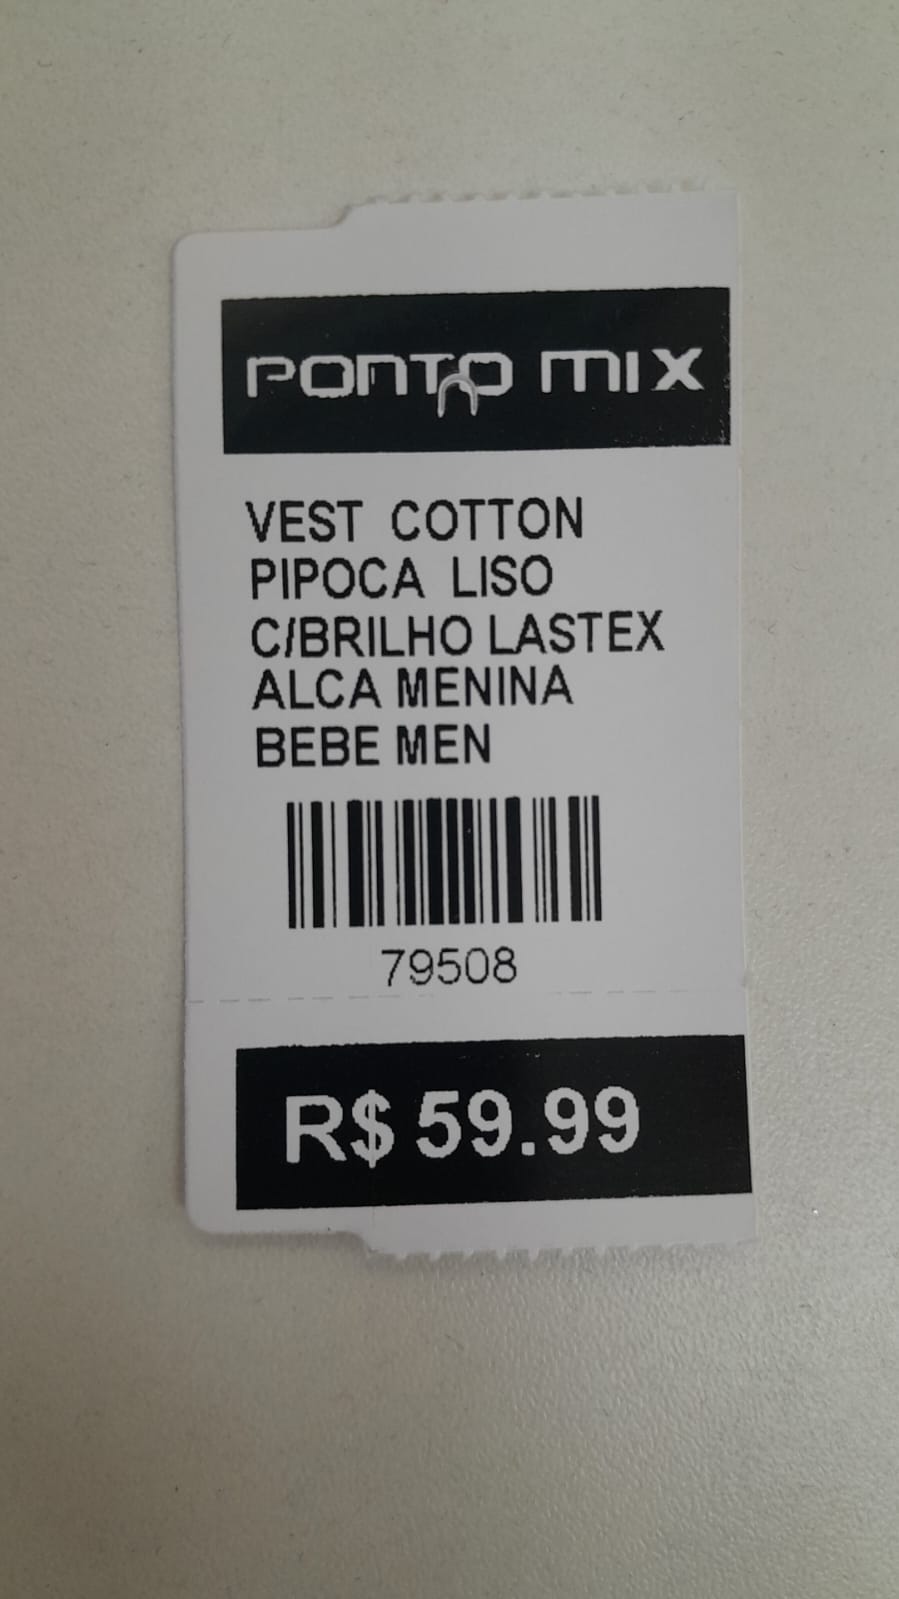 PONTO MIX
VEST COTTON
PIPOCA LISO
C/BRILHO LASTEX
ALCA MENINA
BEBE MEN
79508
R$ 59.99